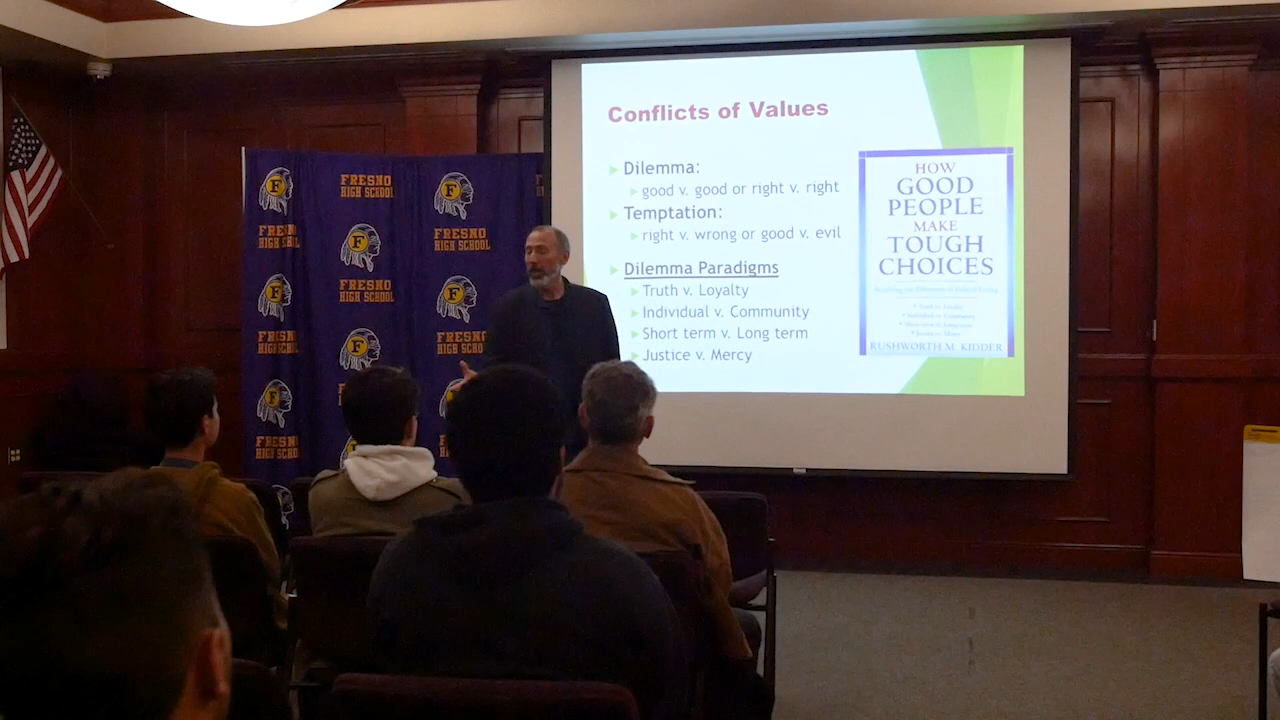 Conflicts of Values
Dilemma:
good v. good or right v. right
Temptation:
right v. wrong or good v. evil
Dilemma Paradigms
Truth v. Loyalty
Individual v. Community
Short term v. Long term
Justice v. Mercy
HOW
GOOD
PEOPLE
MAKE
TOUGH
CHOICES
RUSHWORTH M. KIDDER
FRESNO
HIGH SCHOOL
F
F
FRESNO
HIGH SCHOOL
F
FRESNO
HIGH SCHOOL
FRESNO
HIGH SCHOOL
F
F
FRESNO
HIGH SCHOOL
FRESNO
HIGH SCHOOL
F
F
FRESNO
HIGH SCHOOL